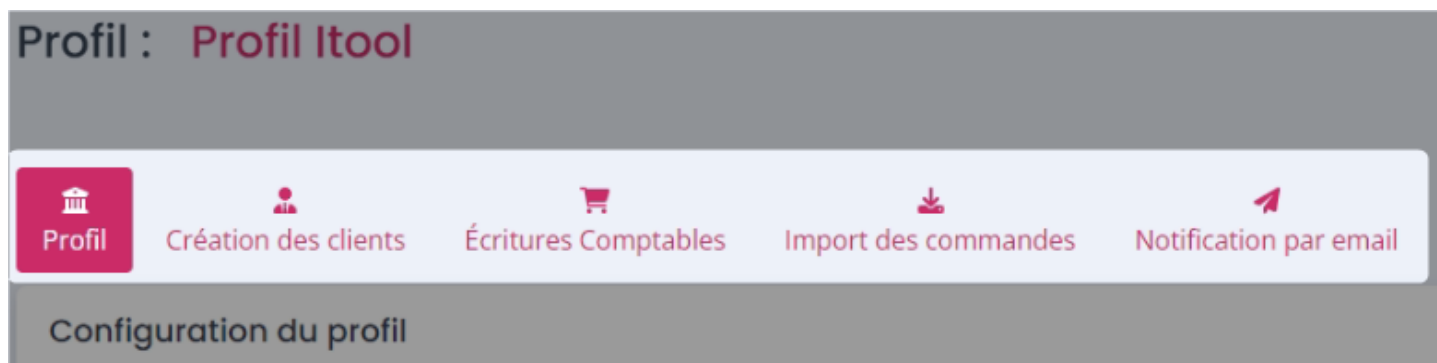 Profil : Profil Itool
Profil Création des clients Écritures Comptables Import des commandes Notification par email
Configuration du profil